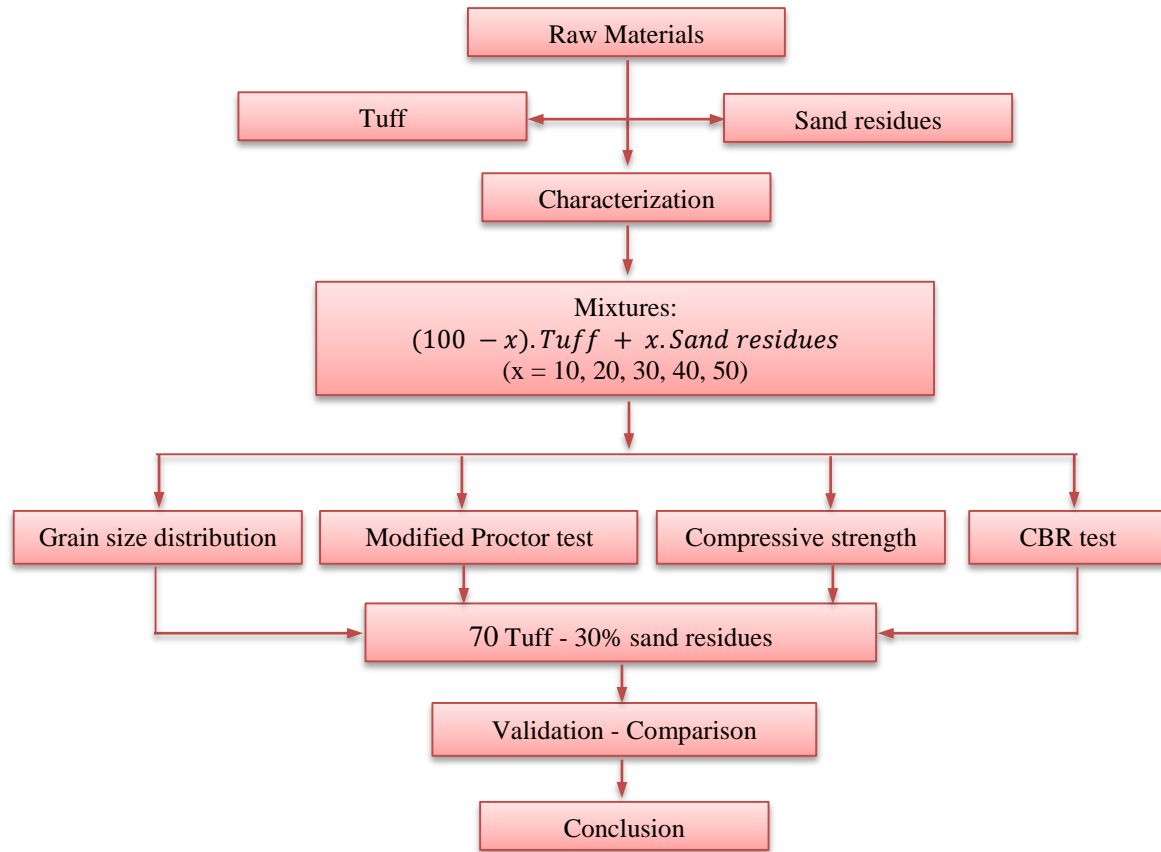 Raw Materials
Tuff
Sand residues
Characterization
Mixtures:
(100 − x).Tuff + x.Sand residues
(x = 10, 20, 30, 40, 50)
Grain size distribution
Modified Proctor test
Compressive strength
CBR test
70 Tuff - 30% sand residues
Validation - Comparison
Conclusion